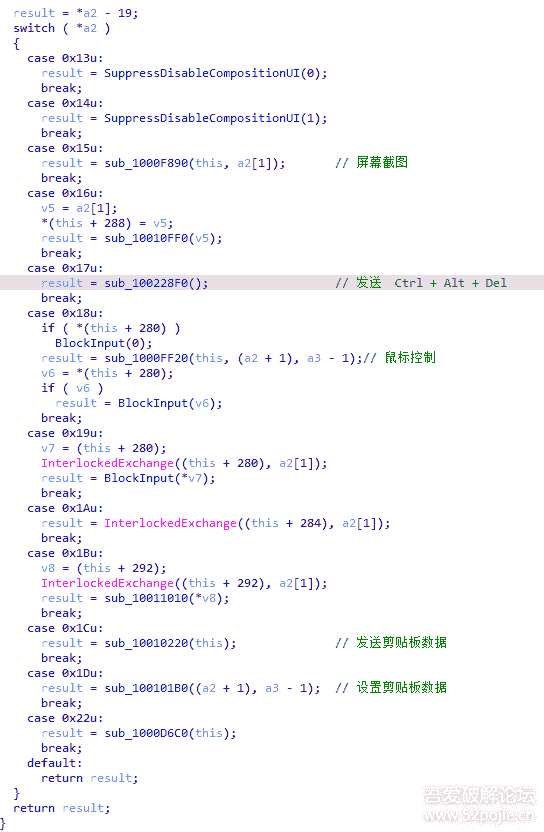 result = *a2 - 19;
switch ( *a2 )
{
case 0x13u:
result = SuppressDisableCompositionUI(0);
break;
case 0x14u:
result = SuppressDisableCompositionUI(1);
break;
case 0x15u:
result = sub_1000F890(this, a2[1]); // 屏幕截图
break;
case 0x16u:
v5 = a2[1];
*(this + 288) = v5;
result = sub_10010FF0(v5);
break;
case 0x17u:
result = sub_100228F0(); // 发送 Ctrl + Alt + Del
break;
case 0x18u:
if ( *(this + 280) )
BlockInput(0);
result = sub_1000FF20(this, (a2 + 1), a3 - 1);// 鼠标控制
v6 = *(this + 280);
if ( v6 )
result = BlockInput(v6);
break;
case 0x19u:
v7 = (this + 280);
InterlockedExchange((this + 280), a2[1]);
result = BlockInput(*v7);
break;
case 0x1Au:
result = InterlockedExchange((this + 284), a2[1]);
break;
case 0x1Bu:
v8 = (this + 292);
InterlockedExchange((this + 292), a2[1]);
result = sub_10011010(*v8);
break;
case 0x1Cu:
result = sub_10010220(this); // 发送剪贴板数据
break;
case 0x1Du:
result = sub_100101B0((a2 + 1), a3 - 1); // 设置剪贴板数据
break;
case 0x22u:
result = sub_1000D6C0(this);
break;
default:
return result;
}
return result;
}
吾爱破解论坛
www.52pojie.cn